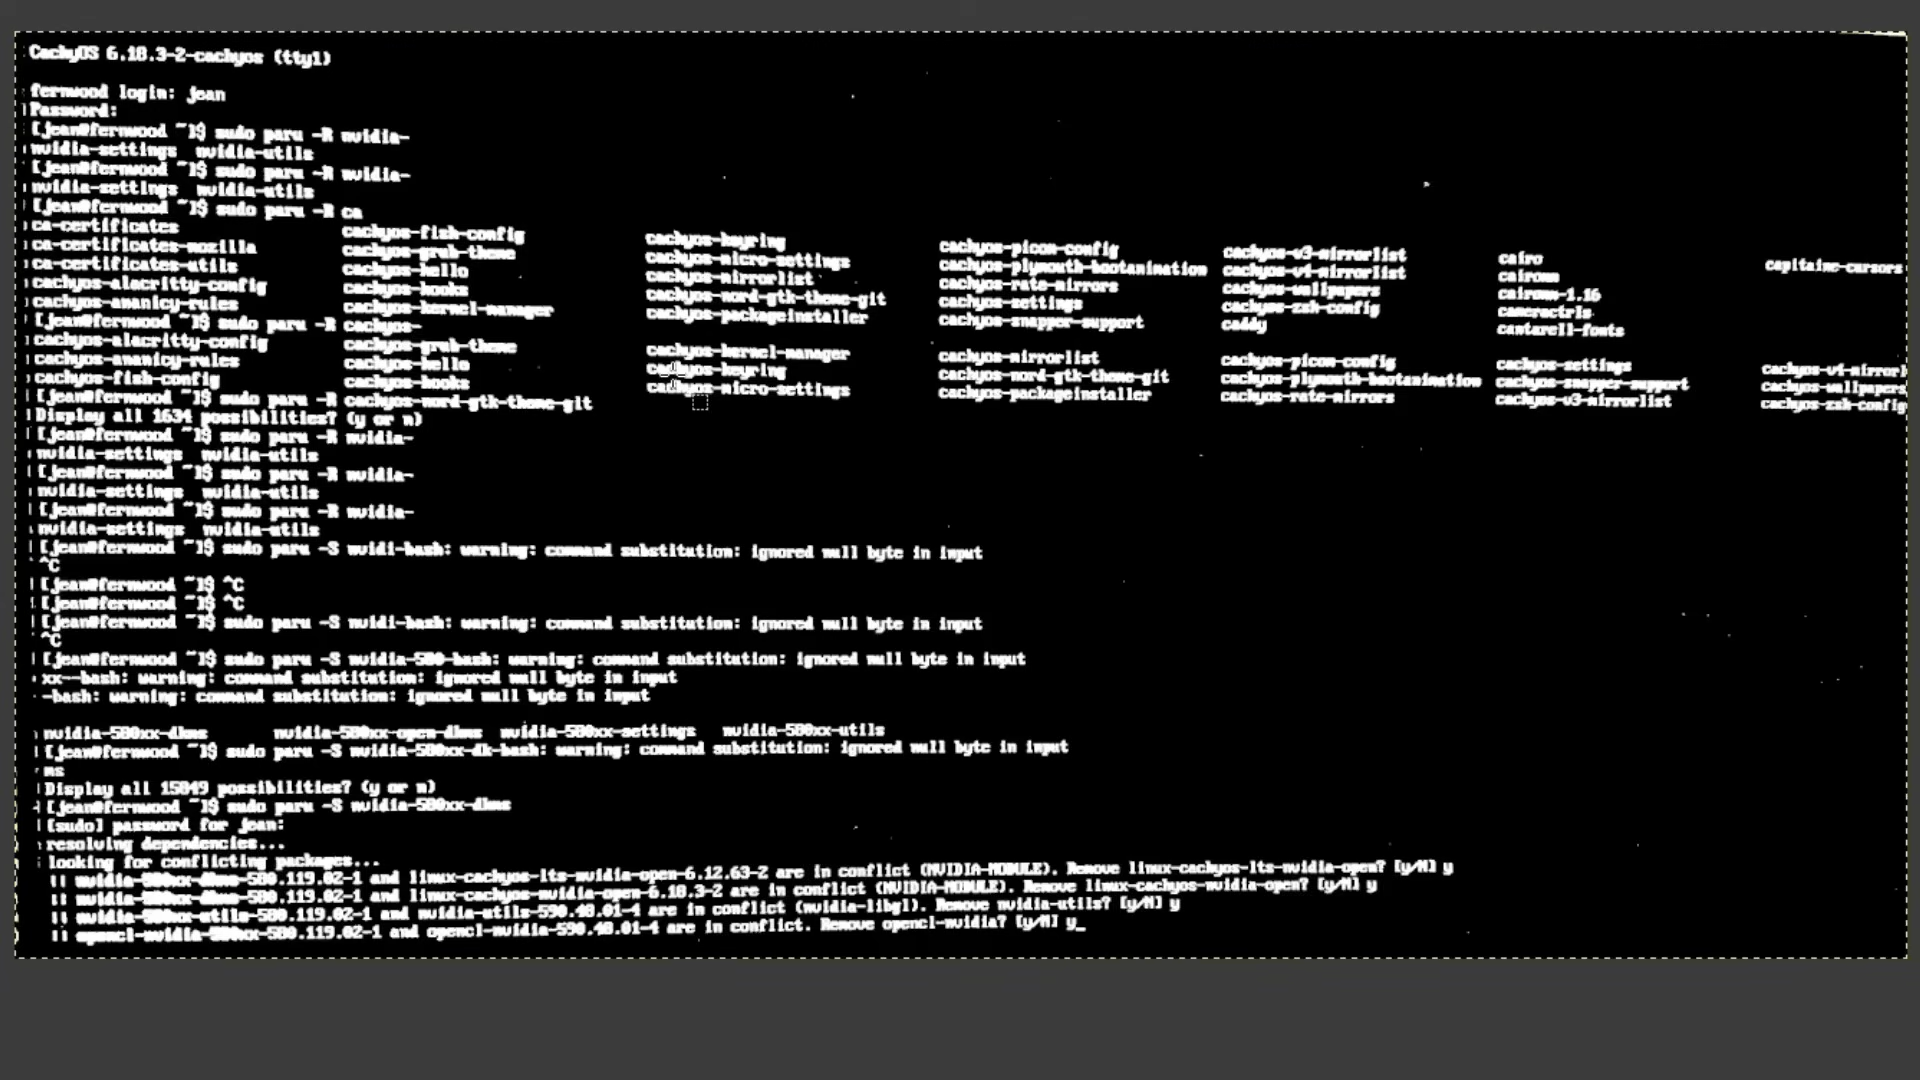 CachyOS 6.18.3-2-cachyos (tty1)
fernwood login: jean
Password:
[jean@fernwood ~]$ sudo paru -R nvidia-
nvidia-settings  nvidia-utils
[jean@fernwood ~]$ sudo paru -R nvidia-
nvidia-settings  nvidia-utils
[jean@fernwood ~]$ sudo paru -R ca
ca-certificates  cachyos-fish-config  cachyos-keyring  cachyos-picom-config  cachyos-v3-mirrorlist  cairo  capitaine-cursors
ca-certificates-mozilla  cachyos-grub-theme  cachyos-micro-settings  cachyos-plymouth-bootanimation  cachyos-v4-mirrorlist  cairomm
ca-certificates-utils  cachyos-hello  cachyos-mirrorlist  cachyos-rate-mirrors  cachyos-wallpapers  cairomm-1.16
cachyos-alacritty-config  cachyos-hooks  cachyos-nord-gtk-theme-git  cachyos-settings  cachyos-zsh-config  cameractrls
cachyos-ananicy-rules  cachyos-kernel-manager  cachyos-packageinstaller  cachyos-snapper-support  caddy  cantarell-fonts
[jean@fernwood ~]$ sudo paru -R cachyos-
cachyos-alacritty-config  cachyos-grub-theme  cachyos-kernel-manager  cachyos-mirrorlist  cachyos-picom-config  cachyos-settings  cachyos-v4-mirrorl
cachyos-ananicy-rules  cachyos-hello  cachyos-keyring  cachyos-nord-gtk-theme-git  cachyos-plymouth-bootanimation  cachyos-snapper-support  cachyos-wallpapers
cachyos-fish-config  cachyos-hooks  cachyos-micro-settings  cachyos-packageinstaller  cachyos-rate-mirrors  cachyos-v3-mirrorlist  cachyos-zsh-config
[jean@fernwood ~]$ sudo paru -R cachyos-nord-gtk-theme-git
Display all 1634 possibilities? (y or n)
[jean@fernwood ~]$ sudo paru -R nvidia-
nvidia-settings  nvidia-utils
[jean@fernwood ~]$ sudo paru -R nvidia-
nvidia-settings  nvidia-utils
[jean@fernwood ~]$ sudo paru -R nvidia-
nvidia-settings  nvidia-utils
[jean@fernwood ~]$ sudo paru -S nvidi-bash: warning: command substitution: ignored null byte in input
^C
[jean@fernwood ~]$ ^C
[jean@fernwood ~]$ ^C
[jean@fernwood ~]$ sudo paru -S nvidi-bash: warning: command substitution: ignored null byte in input
^C
[jean@fernwood ~]$ sudo paru -S nvidia-580-bash: warning: command substitution: ignored null byte in input
xx--bash: warning: command substitution: ignored null byte in input
-bash: warning: command substitution: ignored null byte in input
nvidia-580xx-dkms  nvidia-580xx-open-dkms  nvidia-580xx-settings  nvidia-580xx-utils
[jean@fernwood ~]$ sudo paru -S nvidia-580xx-dk-bash: warning: command substitution: ignored null byte in input
ms
Display all 15049 possibilities? (y or n)
[jean@fernwood ~]$ sudo paru -S nvidia-580xx-dkms
[sudo] password for jean:
resolving dependencies...
looking for conflicting packages...
:: nvidia-580xx-dkms-580.119.02-1 and linux-cachyos-lts-nvidia-open-6.12.63-2 are in conflict (NVIDIA-MODULE). Remove linux-cachyos-lts-nvidia-open? [y/N] y
:: nvidia-580xx-dkms-580.119.02-1 and linux-cachyos-nvidia-open-6.18.3-2 are in conflict (NVIDIA-MODULE). Remove linux-cachyos-nvidia-open? [y/N] y
:: nvidia-580xx-utils-580.119.02-1 and nvidia-utils-590.48.01-4 are in conflict (nvidia-libgl). Remove nvidia-utils? [y/N] y
:: opencl-nvidia-580xx-580.119.02-1 and opencl-nvidia-590.48.01-4 are in conflict. Remove opencl-nvidia? [y/N] y_